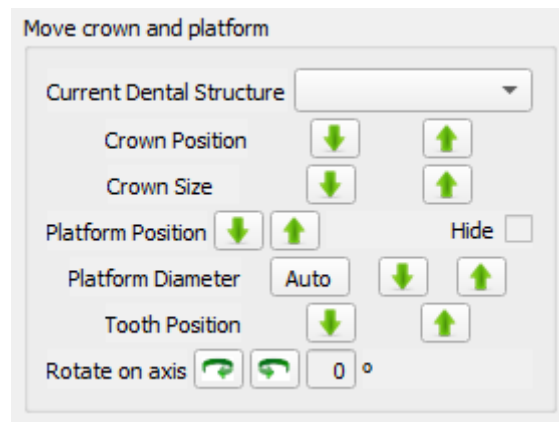 Move crown and platform
Current Dental Structure
Crown Position
Crown Size
Platform Position Hide
Platform Diameter Auto
Tooth Position
Rotate on axis 0 º